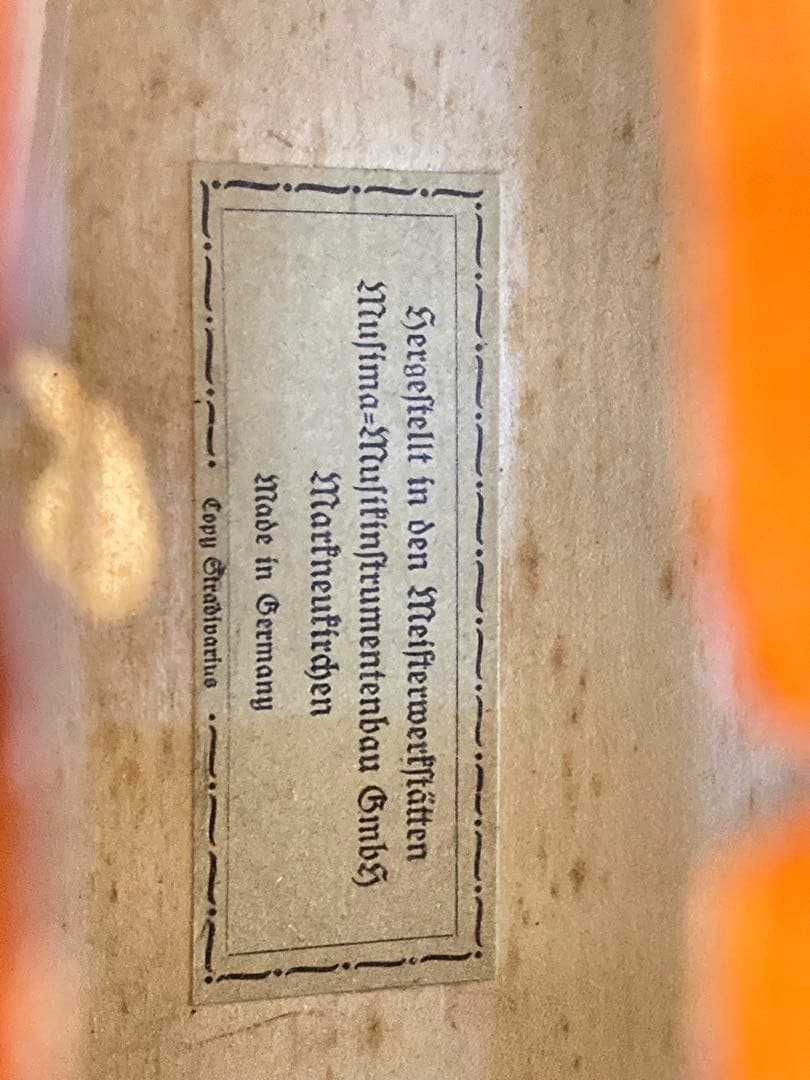 Hergestellt in den Meisterwerkstätten
Musima=Musikinstrumentenbau GmbH
Markneukirchen
Made in Germany
Copy Stradivarius